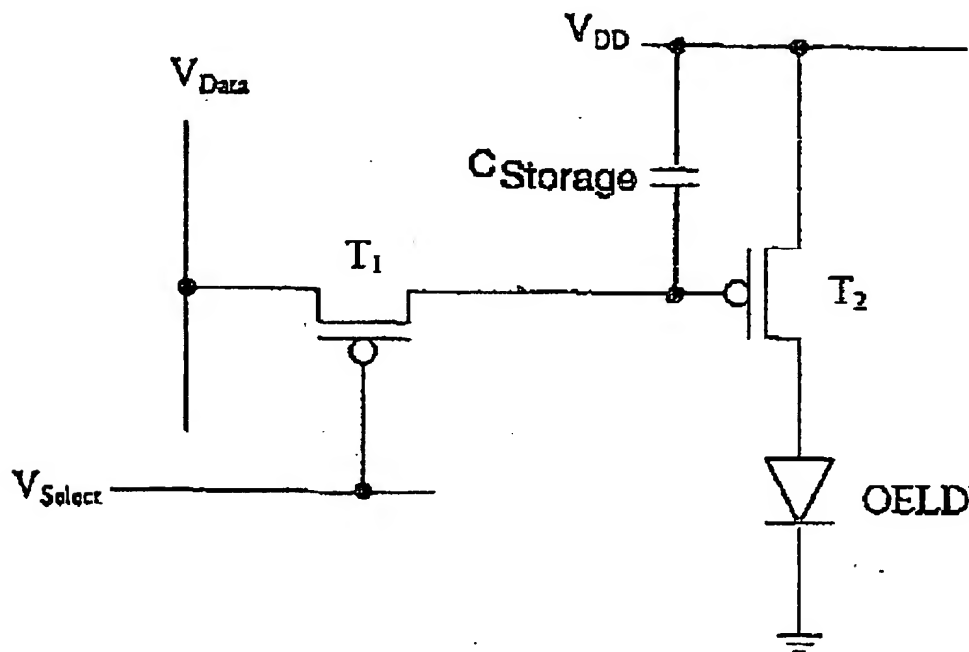 V_DD
V_Data
C_Storage
T_1
T_2
V_Select
OELD